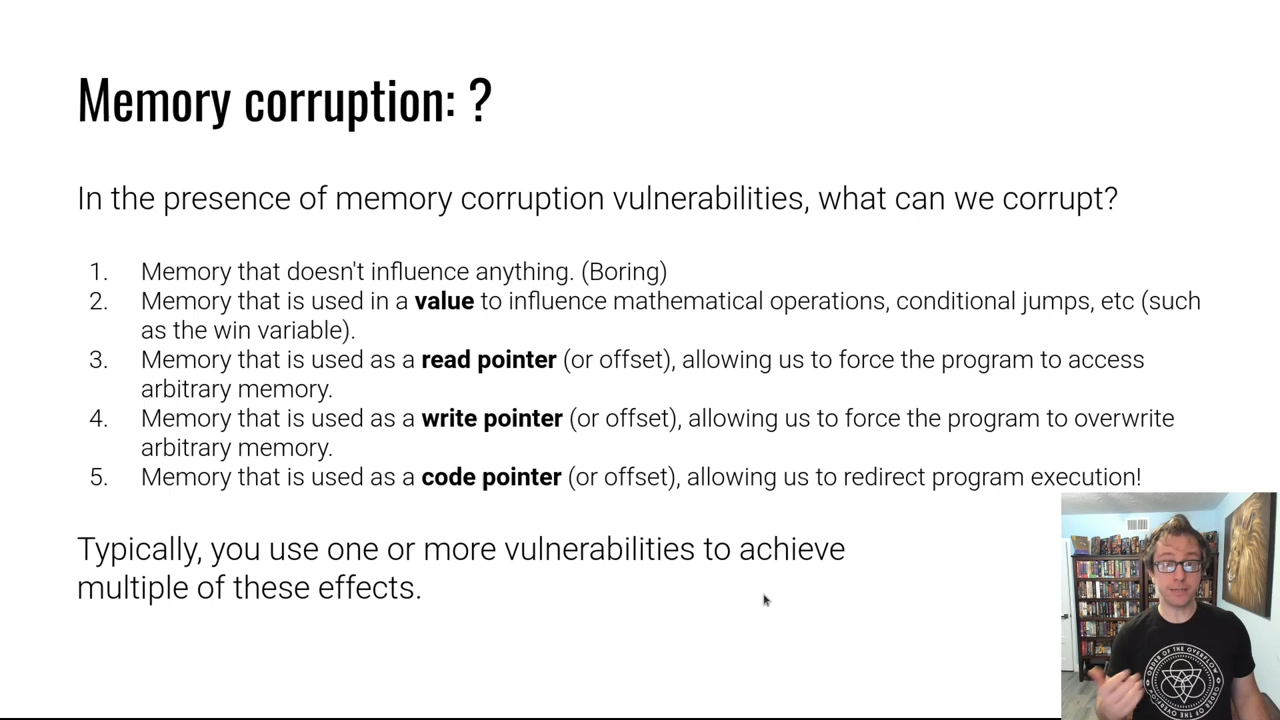 Memory corruption: ?
In the presence of memory corruption vulnerabilities, what can we corrupt?
1. Memory that doesn't influence anything. (Boring)
2. Memory that is used in a value to influence mathematical operations, conditional jumps, etc (such
as the win variable).
3. Memory that is used as a read pointer (or offset), allowing us to force the program to access
arbitrary memory.
4. Memory that is used as a write pointer (or offset), allowing us to force the program to overwrite
arbitrary memory.
5. Memory that is used as a code pointer (or offset), allowing us to redirect program execution!
Typically, you use one or more vulnerabilities to achieve
multiple of these effects.
ORDER OF THE OVERFLOW